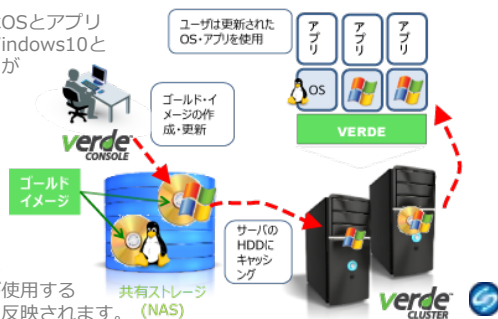 OSとアプリ
indows10と
が
ユーザは更新された
OS・アプリを使用
アプリ
アプリ
アプリ
OS
VERDE
ゴールド・イ
メージの作
成・更新
verde
CONSOLE
ゴールド
イメージ
サーバの
HDDに
キャッシ
ング
使用する
反映されます。
共有ストレージ
(NAS)
verde
CLUSTER